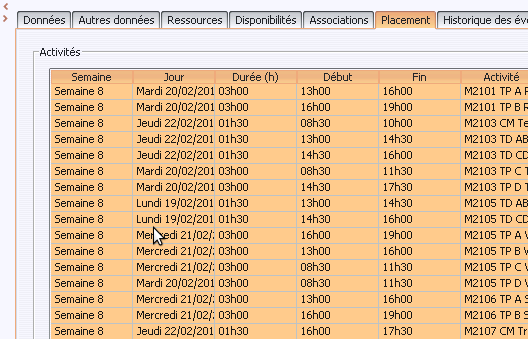 Données Autres données Ressources Disponibilités Associations Placement Historique des év
Activités
Semaine Jour Durée (h) Début Fin Activité
Semaine 8 Mardi 20/02/201 03h00 13h00 16h00 M2101 TP A
Semaine 8 Mardi 20/02/201 03h00 16h00 19h00 M2101 TP B
Semaine 8 Jeudi 22/02/201 01h30 08h30 10h00 M2103 CM Te
Semaine 8 Jeudi 22/02/201 01h30 13h00 14h30 M2103 TD AB
Semaine 8 Jeudi 22/02/201 01h30 14h30 16h00 M2103 TD CD
Semaine 8 Mardi 20/02/201 03h00 08h30 11h30 M2103 TP C T
Semaine 8 Mardi 20/02/201 03h00 14h30 17h30 M2103 TP D T
Semaine 8 Lundi 19/02/201 01h30 13h00 14h30 M2105 TD AB
Semaine 8 Lundi 19/02/201 01h30 14h30 16h00 M2105 TD CD
Semaine 8 Mercredi 21/02/ 03h00 16h00 19h00 M2105 TP A
Semaine 8 Mercredi 21/02/ 03h00 13h00 16h00 M2105 TP B
Semaine 8 Mercredi 21/02/ 03h00 08h30 11h30 M2105 TP C
Semaine 8 Mardi 20/02/201 03h00 08h30 11h30 M2105 TP D
Semaine 8 Mercredi 21/02/ 03h00 13h00 16h00 M2106 TP A S
Semaine 8 Mercredi 21/02/ 03h00 16h00 19h00 M2106 TP B S
Semaine 8 Jeudi 22/02/201 01h30 16h00 17h30 M2107 CM Tr